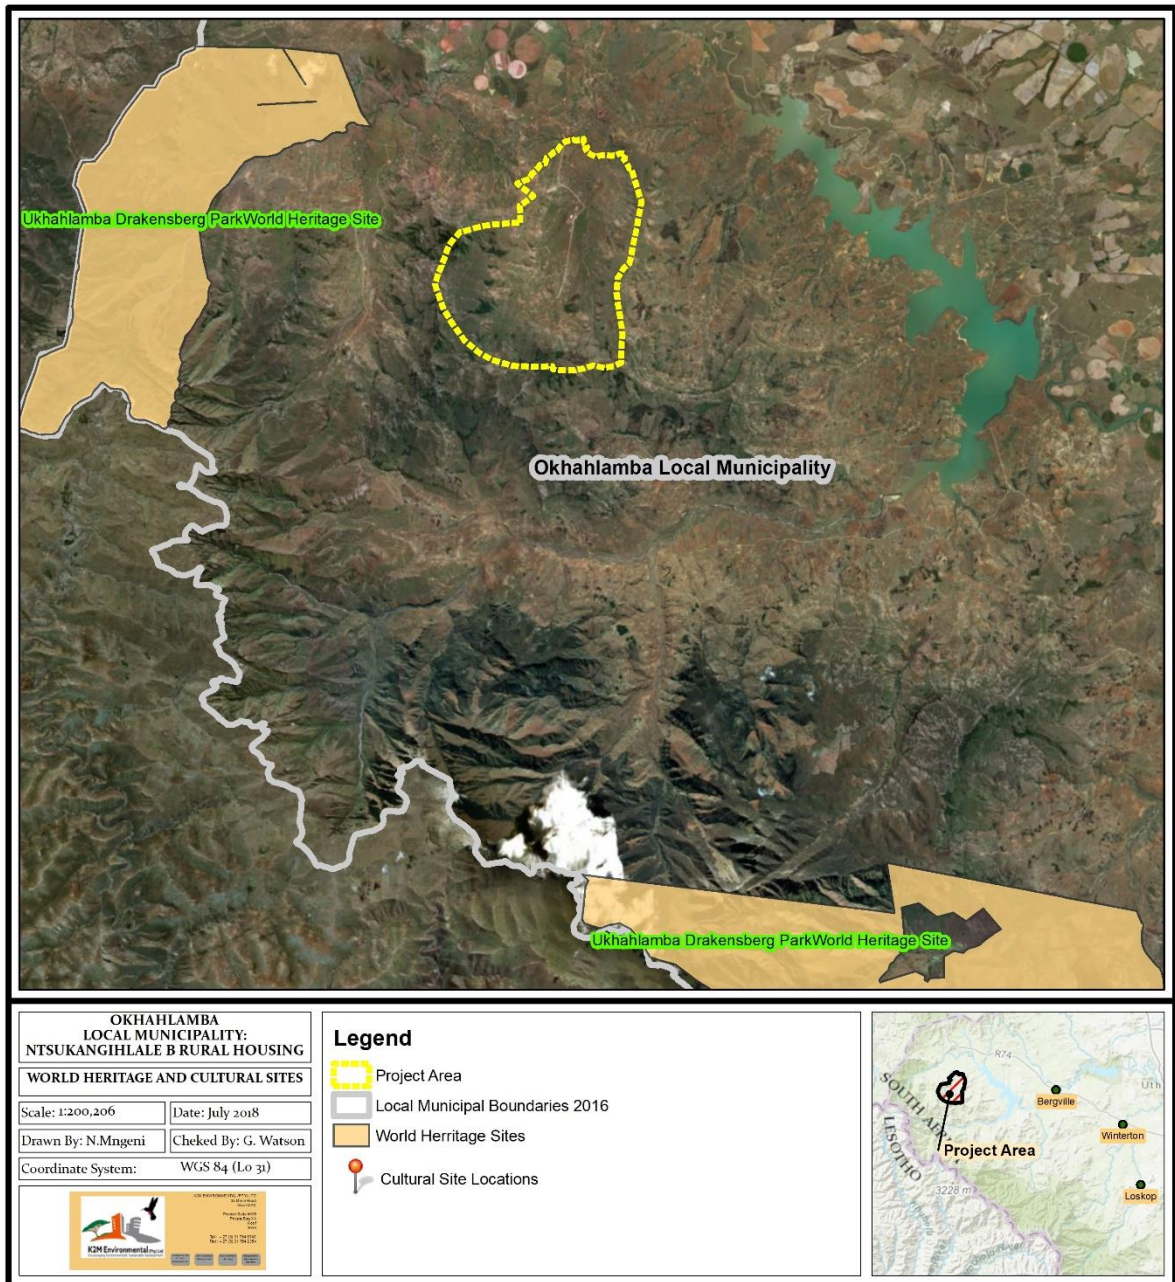 Ukhahlamba Drakensberg ParkWorld Heritage Site
Okhahlamba Local Municipality
Ukhahlamba Drakensberg ParkWorld Heritage Site
OKHAHLAMBA
LOCAL MUNICIPALITY:
NTSUKANGIHLALE B RURAL HOUSING
WORLD HERITAGE AND CULTURAL SITES
Scale: 1:200,206
Date: July 2018
Drawn By: N.Mngeni
Cheked By: G. Watson
Coordinate System: WGS 84 (Lo 31)
K2M Environmental
Legend
Project Area
Local Municipal Boundaries 2016
World Herritage Sites
Cultural Site Locations
R74
Bergville
SOUTH
LESOTHO
Winterton
Project Area
Loskop
3228 m